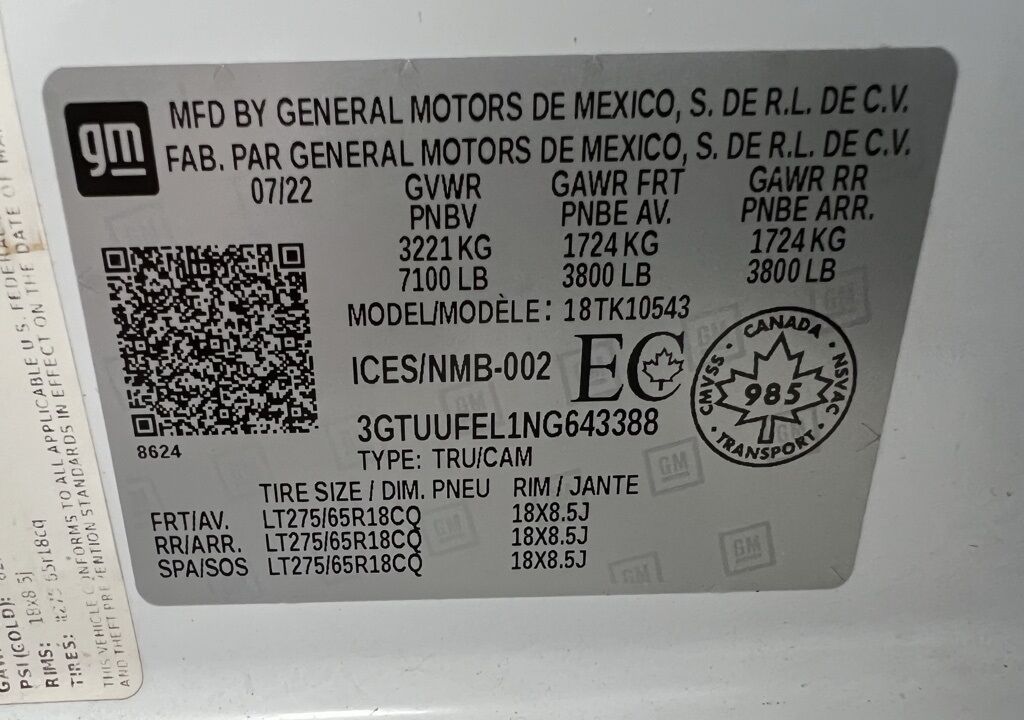 gm
MFD BY GENERAL MOTORS DE MEXICO, S. DE R.L. DE C.V.
FAB. PAR GENERAL MOTORS DE MEXICO, S. DE R.L. DE C.V.
07/22 GVWR GAWR FRT GAWR RR
PNBV PNBE AV. PNBE ARR.
3221 KG 1724 KG 1724 KG
7100 LB 3800 LB 3800 LB
MODEL/MODÈLE: 18TK10543
ICES/NMB-002 EC
CANADA
CMVSS · NSVAC
985
TRANSPORT
3GTUUFEL1NG643388
8624
TYPE: TRU/CAM
TIRE SIZE / DIM. PNEU RIM / JANTE
FRT/AV. LT275/65R18CQ 18X8.5J
RR/ARR. LT275/65R18CQ 18X8.5J
SPA/SOS LT275/65R18CQ 18X8.5J
GM
GM
PSI (COLD):
RIMS: 18x8 5j
TIRES:
THIS VEHICLE CONFORMS TO ALL APPLICABLE U.S. FEDERAL
AND THEFT PREVENTION STANDARDS IN EFFECT ON THE DATE OF